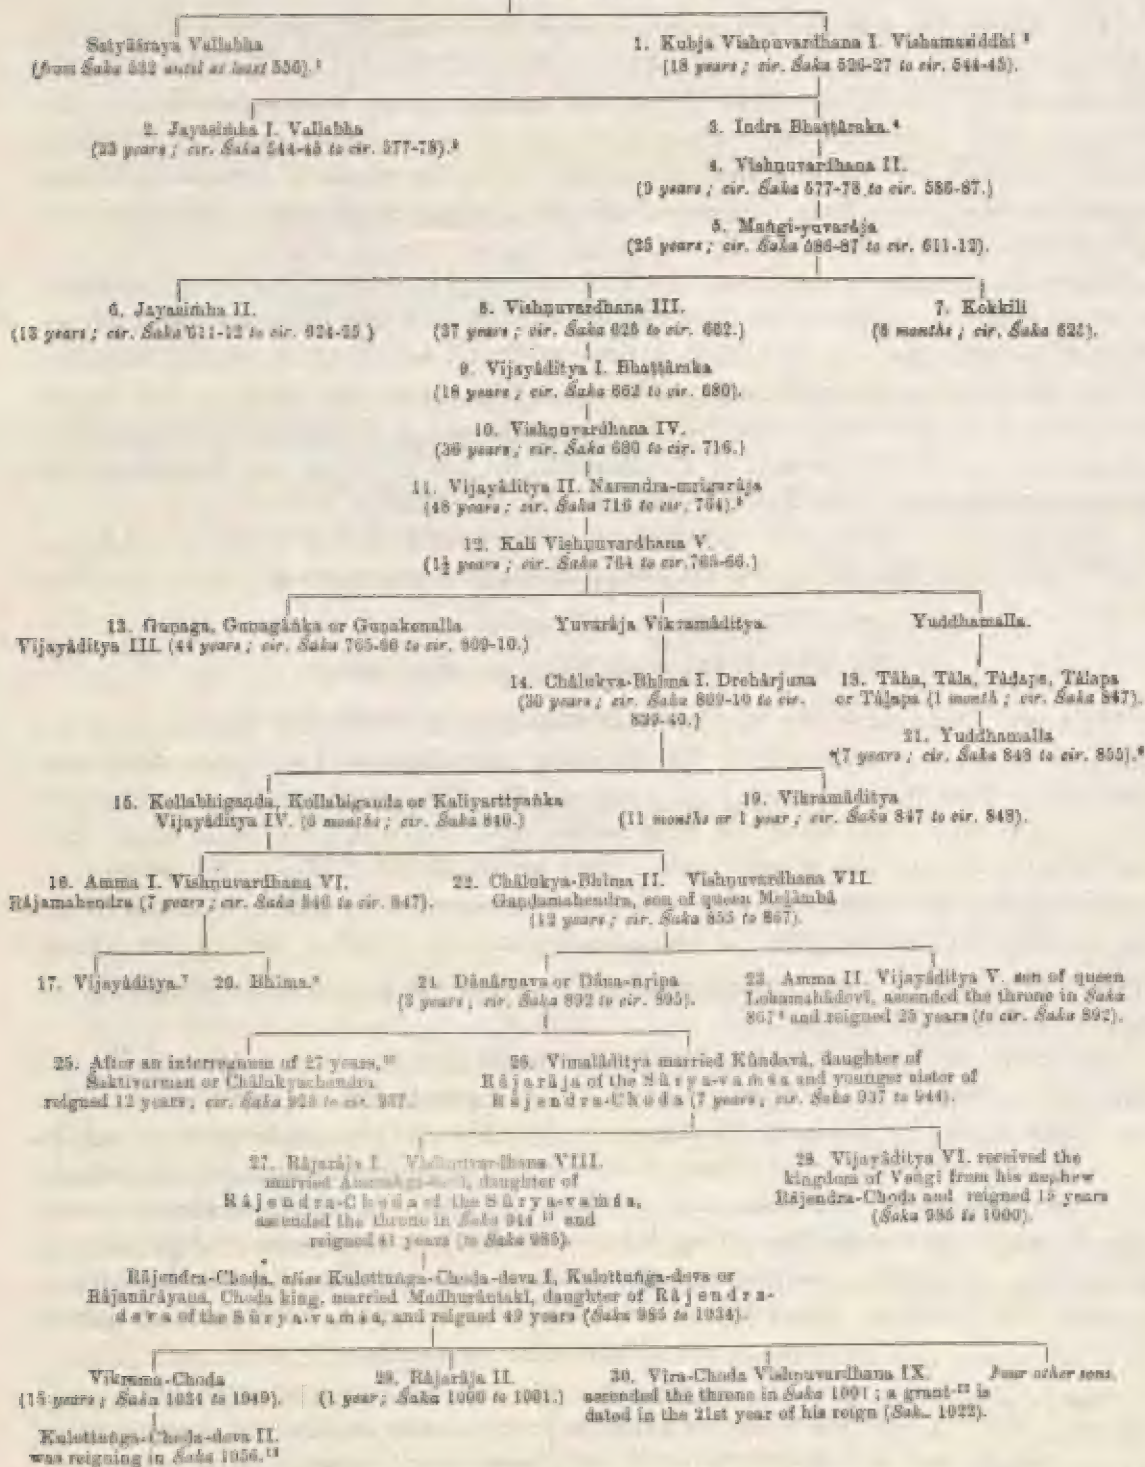 Satyâśraya Vallabha
(from Śaka 532 until at least 556).
1. Kubja Vishṇuvardhana I. Vishamasiddhi
(18 years; cir. Śaka 526-27 to cir. 544-45).
2. Jayasiṁha I. Vallabha
(33 years; cir. Śaka 544-45 to cir. 577-78).
3. Indra Bhaṭṭâraka.
4. Vishṇuvardhana II.
(9 years; cir. Śaka 577-78 to cir. 586-87.)
5. Maṅgi-yuvarâja
(25 years; cir. Śaka 586-87 to cir. 611-12).
6. Jayasiṁha II.
(13 years; cir. Śaka 611-12 to cir. 624-25.)
8. Vishṇuvardhana III.
(37 years; cir. Śaka 625 to cir. 662.)
7. Kokkili
(6 months; cir. Śaka 625).
9. Vijayâditya I. Bhaṭṭâraka
(18 years; cir. Śaka 662 to cir. 680).
10. Vishṇuvardhana IV.
(36 years; cir. Śaka 680 to cir. 716.)
11. Vijayâditya II. Narendra-mṛigarâja
(48 years; cir. Śaka 716 to cir. 764).
12. Kali Vishṇuvardhana V.
(1½ years; cir. Śaka 764 to cir. 765-66.)
13. Guṇaga, Guṇagâṅka or Guṇakenalla
Vijayâditya III. (44 years; cir. Śaka 765-66 to cir. 809-10.)
Yuvarâja Vikramâditya.
Yuddhamalla.
14. Châlukya-Bhîma I. Drohârjuna
(30 years; cir. Śaka 809-10 to cir.
839-40.)
18. Tâha, Tâla, Tâḍapa, Tâlapa
or Tâḷapa (1 month; cir. Śaka 847).
21. Yuddhamalla
(7 years; cir. Śaka 848 to cir. 855).
15. Kollabhigaṇḍa, Kollabigaṇḍa or Kaliyarttyaṅka
Vijayâditya IV. (6 months; cir. Śaka 840.)
19. Vikramâditya
(11 months or 1 year; cir. Śaka 847 to cir. 848).
16. Amma I. Vishṇuvardhana VI.
Râjamahendra (7 years; cir. Śaka 840 to cir. 847).
22. Châlukya-Bhîma II. Vishṇuvardhana VII.
Gaṇḍamahendra, son of queen Meḷâmbâ
(12 years; cir. Śaka 855 to 867).
17. Vijayâditya.⁷
20. Bhîma.
24. Dânârṇava or Dâna-nṛipa
(3 years, cir. Śaka 892 to cir. 895).
23. Amma II. Vijayâditya V. son of queen
Lokamahâdevî, ascended the throne in Śaka
867 and reigned 25 years (to cir. Śaka 892).
25. After an interregnum of 27 years,
Śaktivarman or Châlukyachandra
reigned 12 years, cir. Śaka 925 to cir. 937.
26. Vimalâditya married Kûndavâ, daughter of
Râjarâja of the Sûrya-vaṁśa and younger sister of
Râjendra-Choḍa (7 years, cir. Śaka 937 to 944).
27. Râjarâja I. Vishṇuvardhana VIII.
married daughter of
Râjendra-Choḍa of the Sûrya-vaṁśa,
ascended the throne in Śaka 944 ¹¹ and
reigned 41 years (to Śaka 985).
28. Vijayâditya VI. received the
kingdom of Veṅgî from his nephew
Râjendra-Choḍa and reigned 15 years
(Śaka 985 to 1000).
Râjendra-Choḍa, alias Kulottuṅga-Choḍa-deva I, Kulottuṅga-deva or
Râjanârâyaṇa, Choḍa king, married Madhurântakî, daughter of Râjendra-
deva of the Sûrya-vaṁśa, and reigned 49 years (Śaka 985 to 1034).
Vikrama-Choḍa
(15 years; Śaka 1034 to 1049).
29. Râjarâja II.
(1 year; Śaka 1000 to 1001.)
30. Vîra-Choḍa Vishṇuvardhana IX.
ascended the throne in Śaka 1001; a grant ¹² is
dated in the 21st year of his reign (Śak. 1022).
Four other sons.
Kulottuṅga-Choḍa-deva II.
was reigning in Śaka 1056.¹³